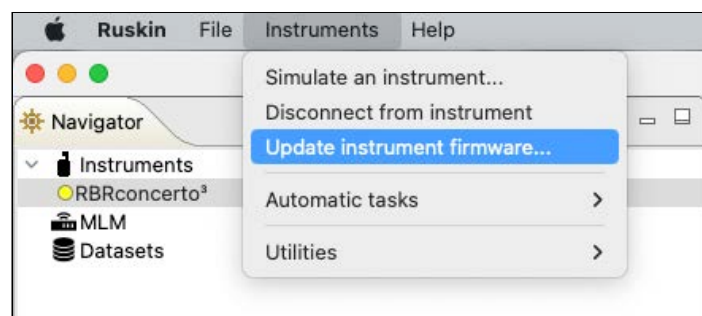 Ruskin File Instruments Help
Simulate an instrument...
Disconnect from instrument
Update instrument firmware...
Automatic tasks
Utilities
Navigator
Instruments
RBRconcerto³
MLM
Datasets